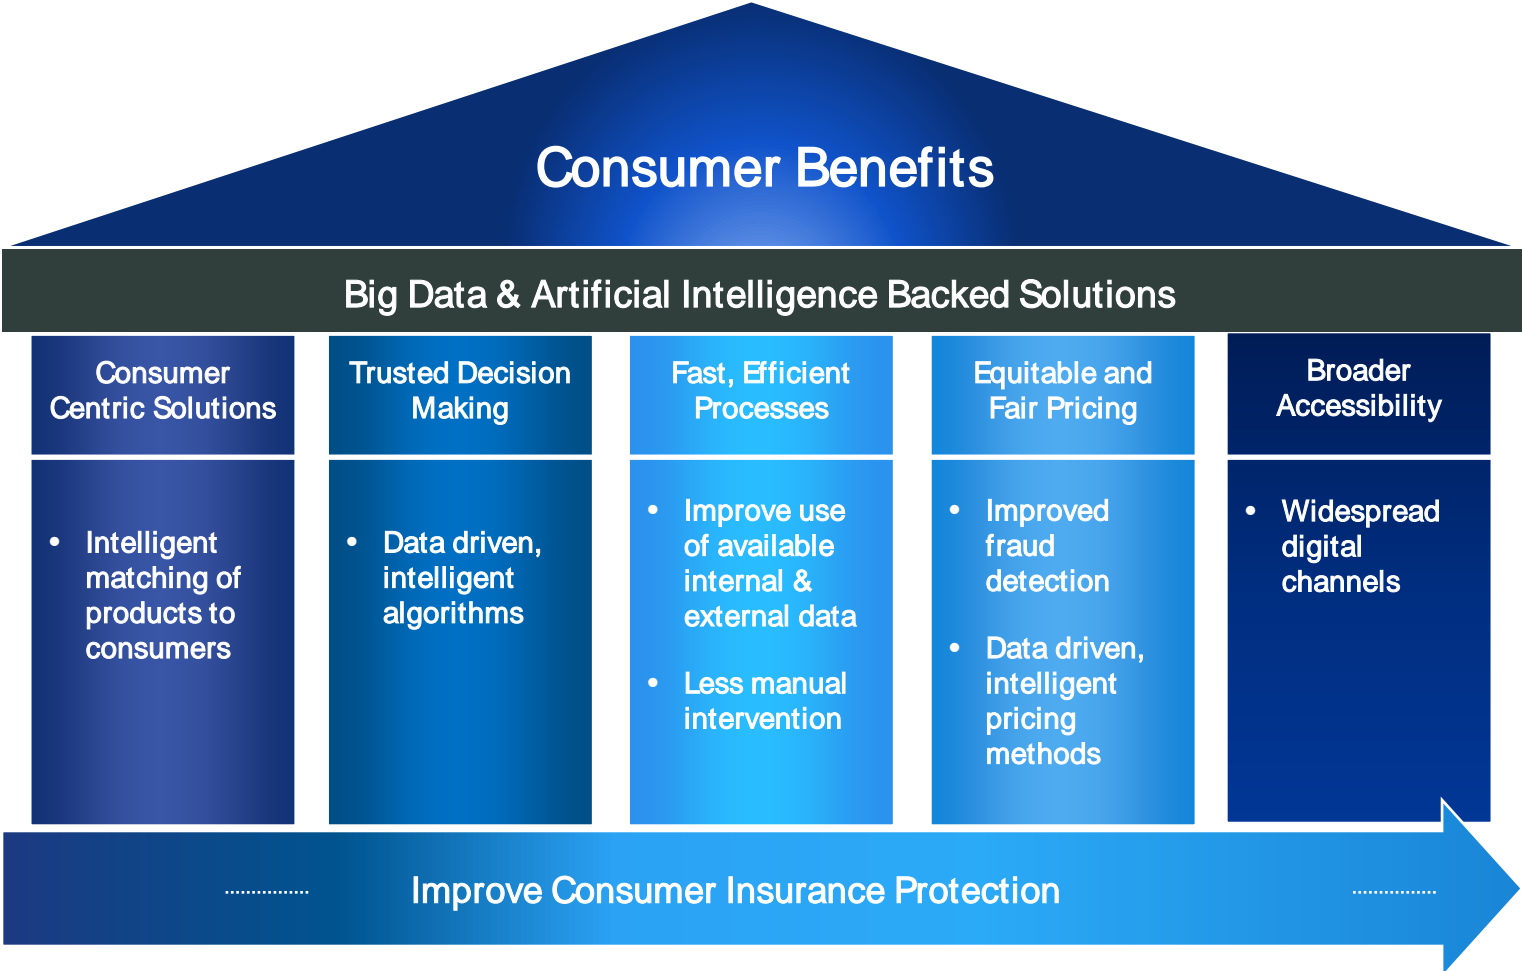 Consumer Benefits
Big Data & Artificial Intelligence Backed Solutions
Consumer
Centric Solutions
• Intelligent
matching of
products to
consumers
Trusted Decision
Making
• Data driven,
intelligent
algorithms
Fast, Efficient
Processes
• Improve use
of available
internal &
external data
• Less manual
intervention
Equitable and
Fair Pricing
• Improved
fraud
detection
• Data driven,
intelligent
pricing
methods
Broader
Accessibility
• Widespread
digital
channels
Improve Consumer Insurance Protection